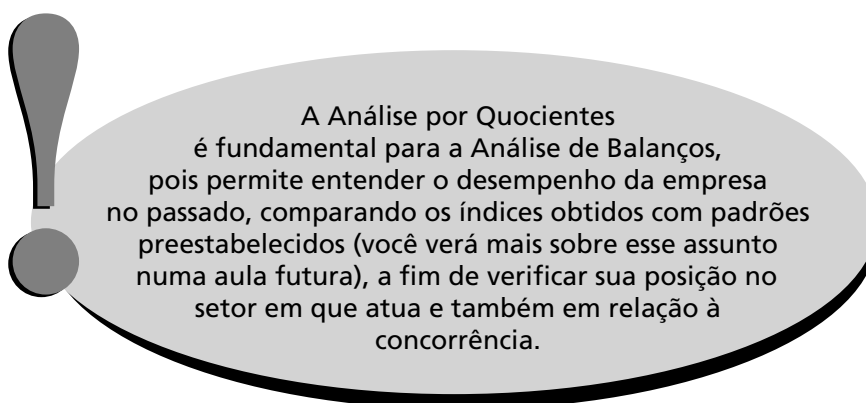 A Análise por Quocientes
é fundamental para a Análise de Balanços,
pois permite entender o desempenho da empresa
no passado, comparando os índices obtidos com padrões
preestabelecidos (você verá mais sobre esse assunto
numa aula futura), a fim de verificar sua posição no
setor em que atua e também em relação à
concorrência.